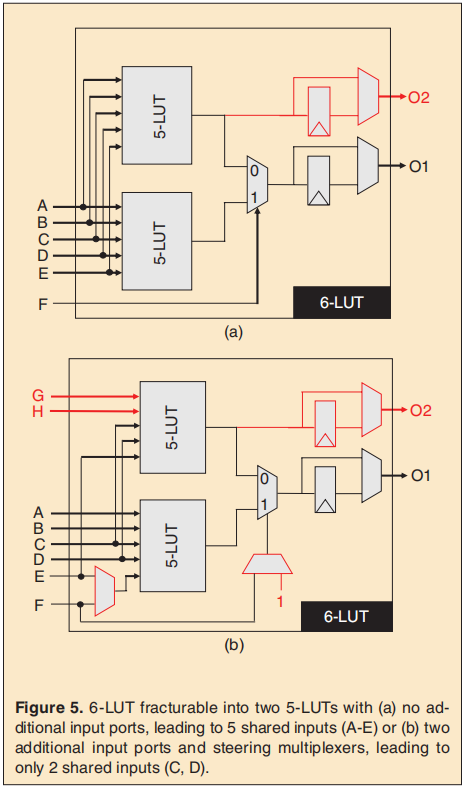 5-LUT
O2
0
O1
1
A
B
C
D
E
5-LUT
F
6-LUT
(a)
G
H
5-LUT
O2
0
O1
1
A
B
C
D
E
5-LUT
F
1
6-LUT
(b)
Figure 5. 6-LUT fracturable into two 5-LUTs with (a) no ad-
ditional input ports, leading to 5 shared inputs (A-E) or (b) two
additional input ports and steering multiplexers, leading to
only 2 shared inputs (C, D).